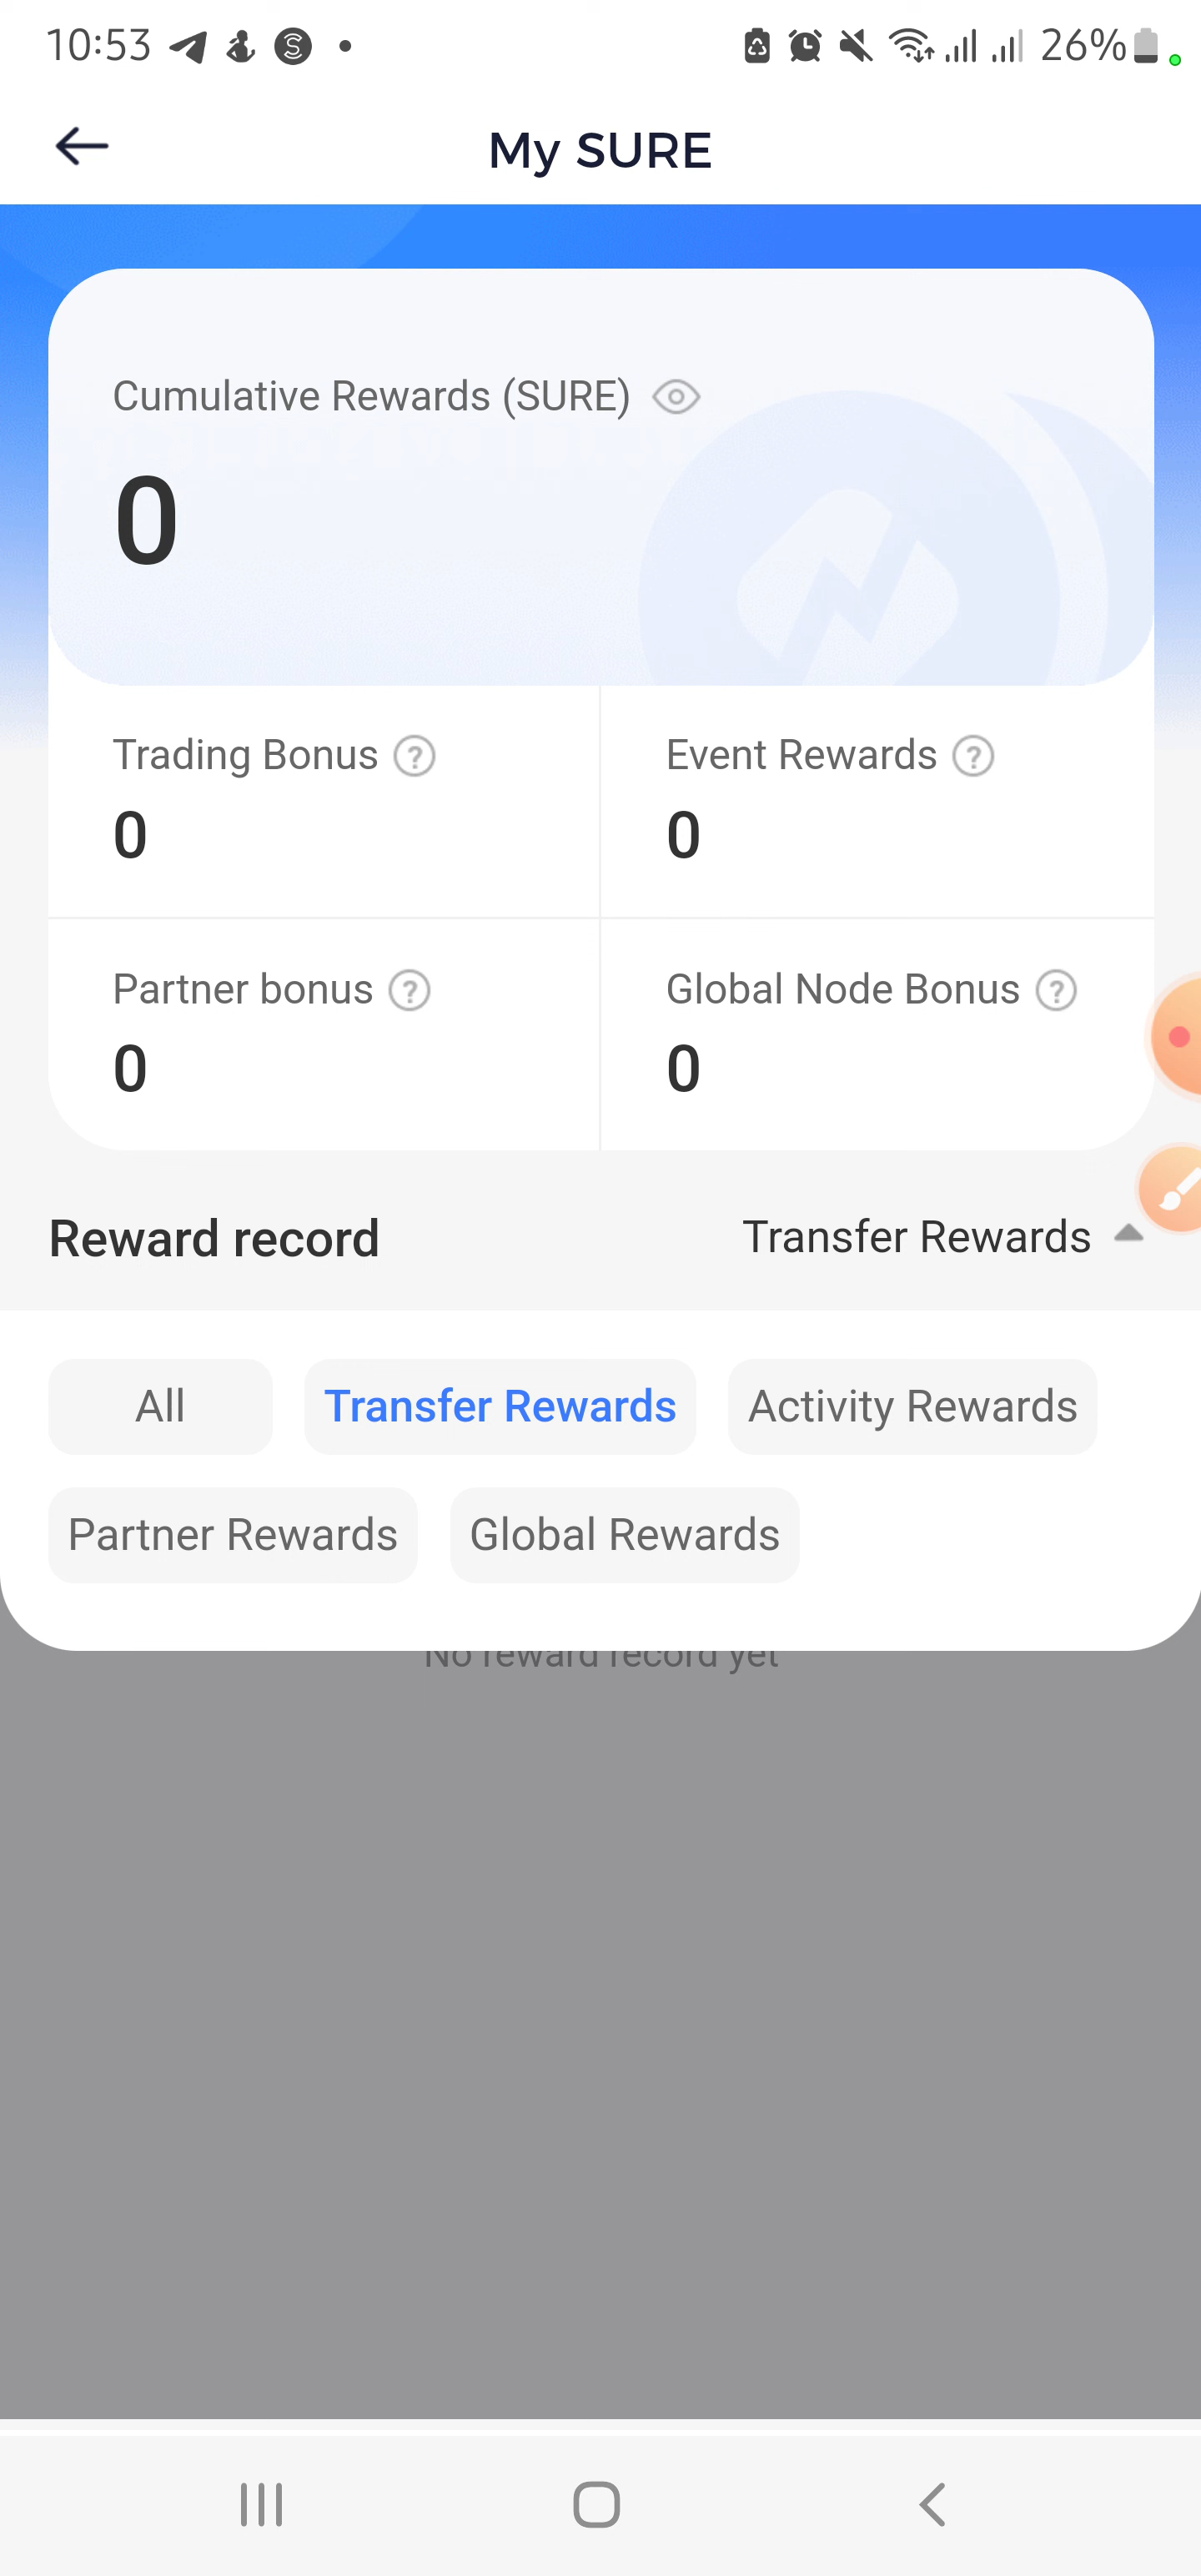 10:53
26%
My SURE
Cumulative Rewards (SURE)
0
Trading Bonus ?
0
Event Rewards ?
0
Partner bonus ?
0
Global Node Bonus ?
0
Reward record
Transfer Rewards
All
Transfer Rewards
Activity Rewards
Partner Rewards
Global Rewards
No reward record yet